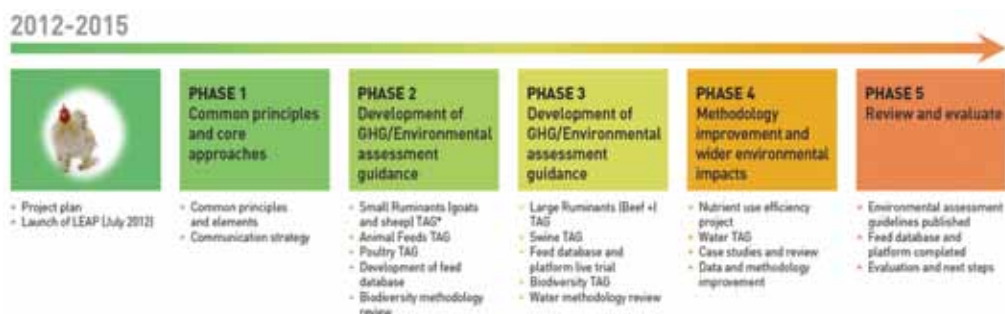 2012-2015
PHASE 1
Common principles
and core
approaches
PHASE 2
Development of
GHG/Environmental
assessment
guidance
PHASE 3
Development of
GHG/Environmental
assessment
guidance
PHASE 4
Methodology
improvement and
wider environmental
impacts
PHASE 5
Review and evaluate
• Project plan
• Launch of LEAP (July 2012)
• Common principles
and elements
• Communication strategy
• Small Ruminants (goats
and sheep) TAG*
• Animal Feeds TAG
• Poultry TAG
• Development of feed
database
• Biodiversity methodology
review
• Large Ruminants (Beef +)
TAG
• Swine TAG
• Feed database and
platform live trial
• Biodiversity TAG
• Water methodology review
• Nutrient use efficiency
project
• Water TAG
• Case studies and review
• Data and methodology
improvement
• Environmental assessment
guidelines published
• Feed database and
platform completed
• Evaluation and next steps